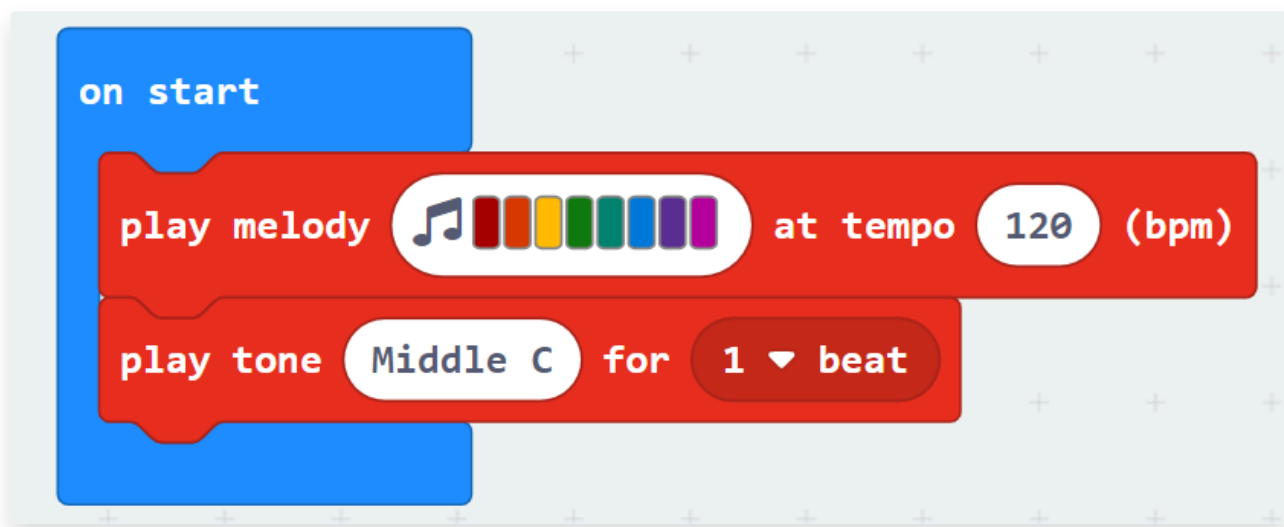 on start
play melody at tempo 120 (bpm)
play tone Middle C for 1 beat